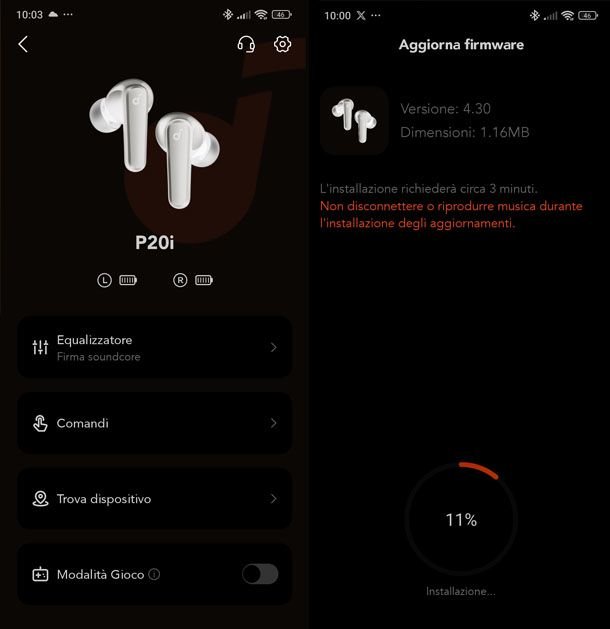 10:03
46
P20i
L
R
Equalizzatore
Firma soundcore
Comandi
Trova dispositivo
Modalità Gioco
10:00
46
Aggiorna firmware
Versione: 4.30
Dimensioni: 1.16MB
L'installazione richiederà circa 3 minuti.
Non disconnettere o riprodurre musica durante
l'installazione degli aggiornamenti.
11%
Installazione...